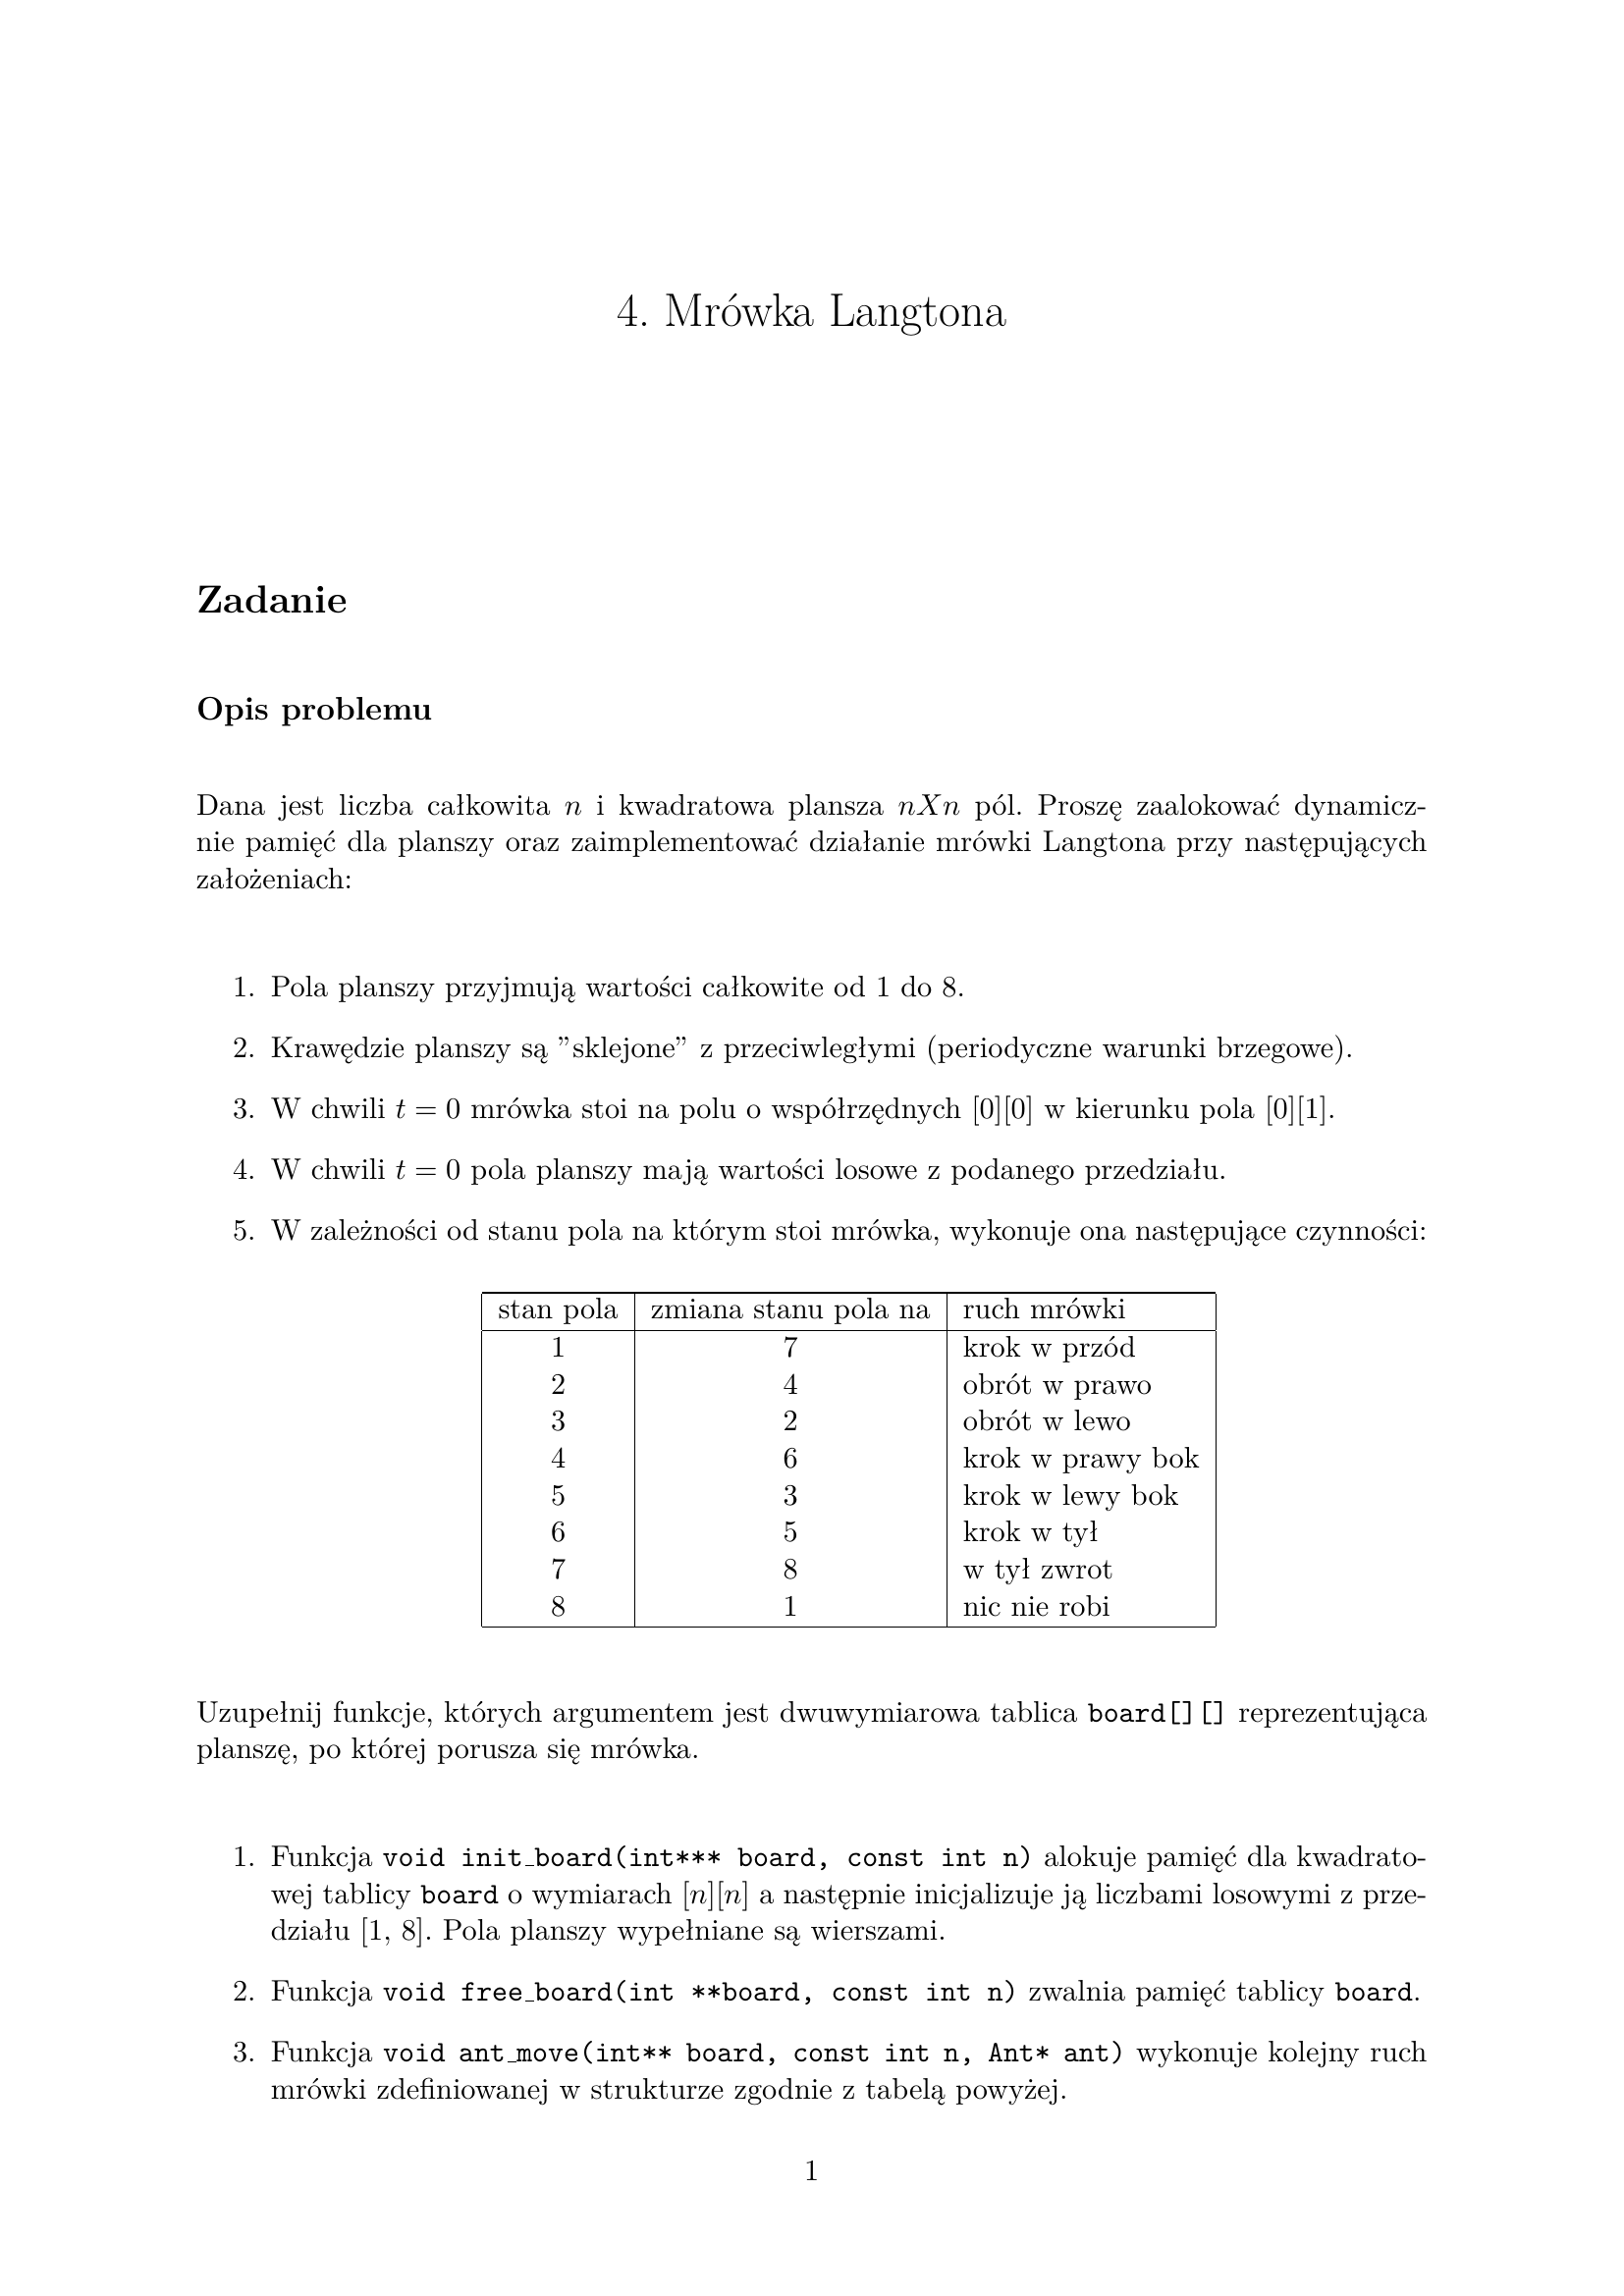 4. Mrówka Langtona
Zadanie
Opis problemu
Dana jest liczba całkowita n i kwadratowa plansza nXn pól. Proszę zaalokować dynamicz-
nie pamięć dla planszy oraz zaimplementować działanie mrówki Langtona przy następujących
założeniach:
1. Pola planszy przyjmują wartości całkowite od 1 do 8.
2. Krawędzie planszy są ”sklejone” z przeciwległymi (periodyczne warunki brzegowe).
3. W chwili t = 0 mrówka stoi na polu o współrzędnych [0][0] w kierunku pola [0][1].
4. W chwili t = 0 pola planszy mają wartości losowe z podanego przedziału.
5. W zależności od stanu pola na którym stoi mrówka, wykonuje ona następujące czynności:
stan pola zmiana stanu pola na ruch mrówki
1 7 krok w przód
2 4 obrót w prawo
3 2 obrót w lewo
4 6 krok w prawy bok
5 3 krok w lewy bok
6 5 krok w tył
7 8 w tył zwrot
8 1 nic nie robi
Uzupełnij funkcje, których argumentem jest dwuwymiarowa tablica board[][] reprezentująca
planszę, po której porusza się mrówka.
1. Funkcja void init_board(int*** board, const int n) alokuje pamięć dla kwadrato-
wej tablicy board o wymiarach [n][n] a następnie inicjalizuje ją liczbami losowymi z prze-
działu [1, 8]. Pola planszy wypełniane są wierszami.
2. Funkcja void free_board(int **board, const int n) zwalnia pamięć tablicy board.
3. Funkcja void ant_move(int** board, const int n, Ant* ant) wykonuje kolejny ruch
mrówki zdefiniowanej w strukturze zgodnie z tabelą powyżej.
1